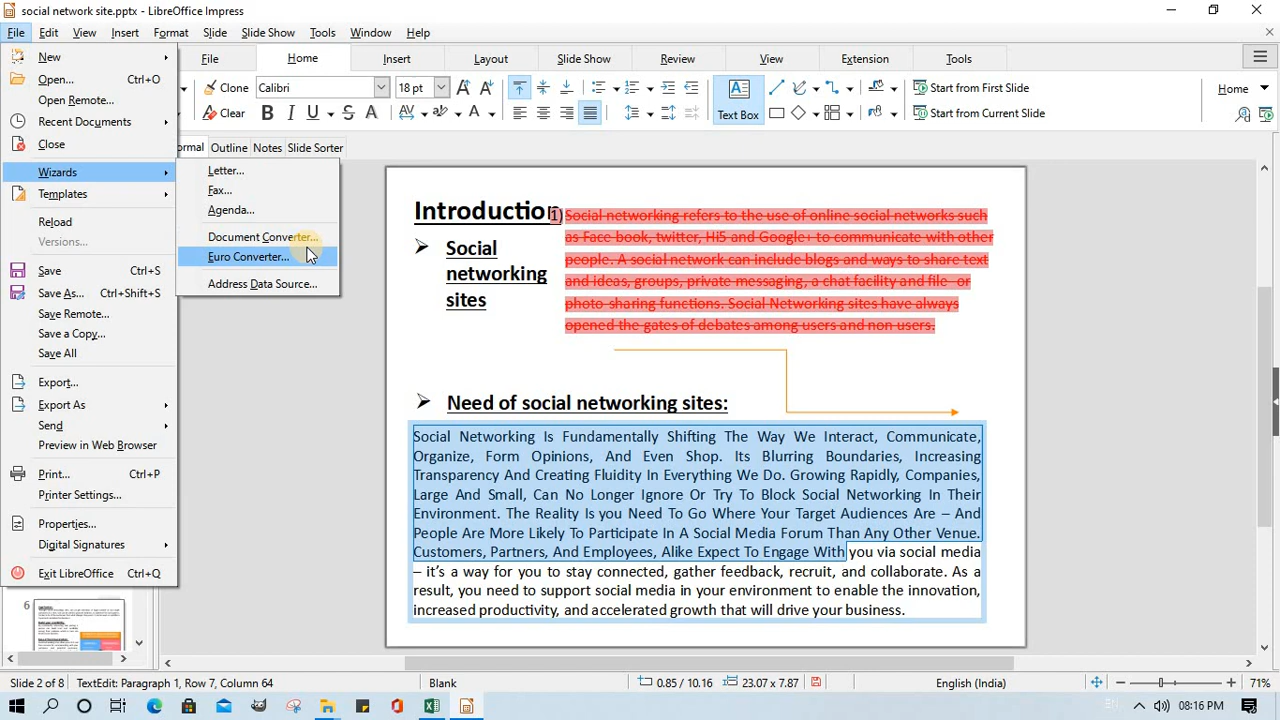 social network site.pptx - LibreOffice Impress
File Edit View Insert Format Slide Slide Show Tools Window Help
File Home Insert Layout Slide Show Review View Extension Tools
Clone Calibri 18 pt Text Box Start from First Slide Home
Clear Start from Current Slide
Outline Notes Slide Sorter
New
Open... Ctrl+O
Open Remote...
Recent Documents
Close
Wizards
Templates
Reload
Versions...
Save Ctrl+S
Save As... Ctrl+Shift+S
Save Remote...
Save a Copy...
Save All
Export...
Export As
Send
Preview in Web Browser
Print... Ctrl+P
Printer Settings...
Properties...
Digital Signatures
Exit LibreOffice Ctrl+Q
Letter...
Fax...
Agenda...
Document Converter...
Euro Converter...
Address Data Source...
Introduction
Social
networking
sites
1) Social networking refers to the use of online social networks such
as Face book, twitter, Hi5 and Google+ to communicate with other
people. A social network can include blogs and ways to share text
and ideas, groups, private messaging, a chat facility and file- or
photo-sharing functions. Social Networking sites have always
opened the gates of debates among users and non users.
Need of social networking sites:
Social Networking Is Fundamentally Shifting The Way We Interact, Communicate,
Organize, Form Opinions, And Even Shop. Its Blurring Boundaries, Increasing
Transparency And Creating Fluidity In Everything We Do. Growing Rapidly, Companies,
Large And Small, Can No Longer Ignore Or Try To Block Social Networking In Their
Environment. The Reality Is you Need To Go Where Your Target Audiences Are – And
People Are More Likely To Participate In A Social Media Forum Than Any Other Venue.
Customers, Partners, And Employees, Alike Expect To Engage With you via social media
– it's a way for you to stay connected, gather feedback, recruit, and collaborate. As a
result, you need to support social media in your environment to enable the innovation,
increased productivity, and accelerated growth that will drive your business.
6
Slide 2 of 8 TextEdit: Paragraph 1, Row 7, Column 64 Blank 0.85 / 10.16 23.07 x 7.87 English (India) 71%
08:16 PM